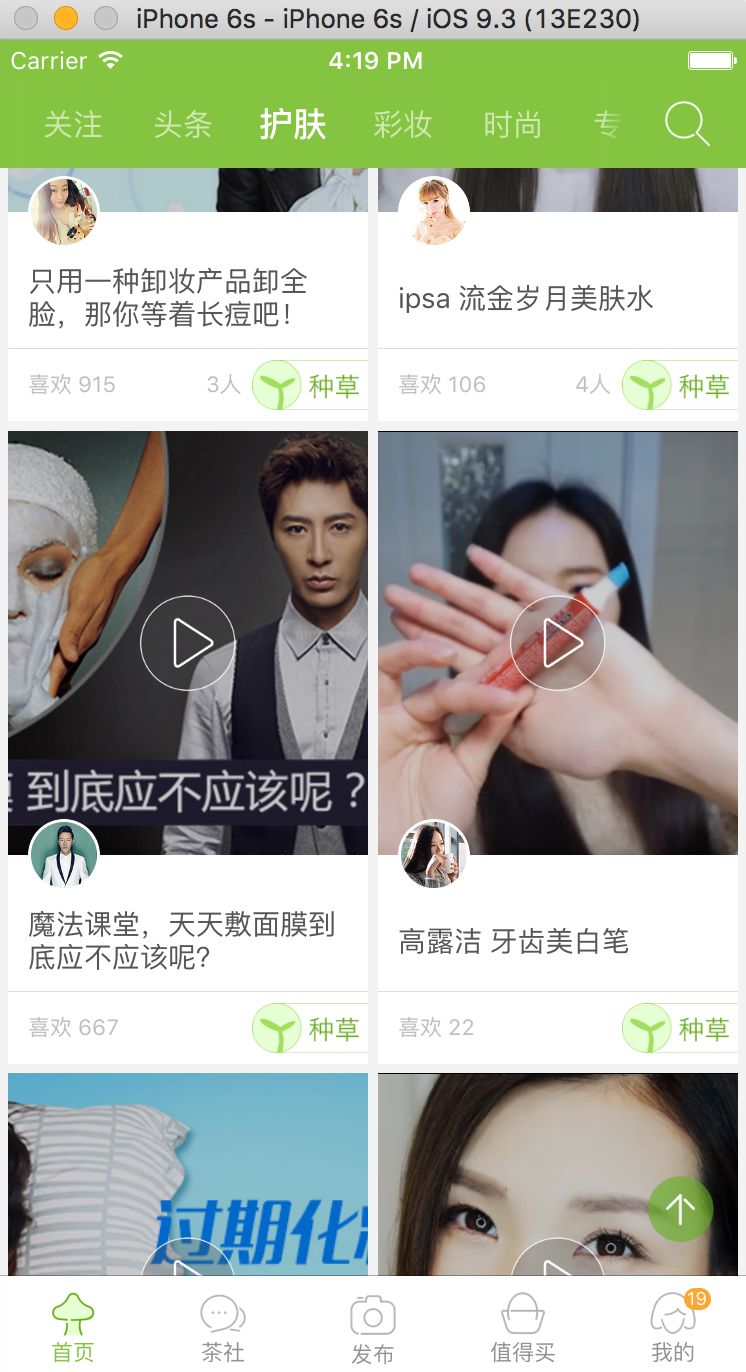 iPhone 6s - iPhone 6s / iOS 9.3 (13E230)
Carrier 4:19 PM
关注 头条 护肤 彩妆 时尚 专
只用一种卸妆产品卸全
脸，那你等着长痘吧！
ipsa 流金岁月美肤水
喜欢 915 3人 种草
喜欢 106 4人 种草
到底应不应该呢？
魔法课堂，天天敷面膜到
底应不应该呢?
高露洁 牙齿美白笔
喜欢 667 种草
喜欢 22 种草
过期化
19
首页 茶社 发布 值得买 我的